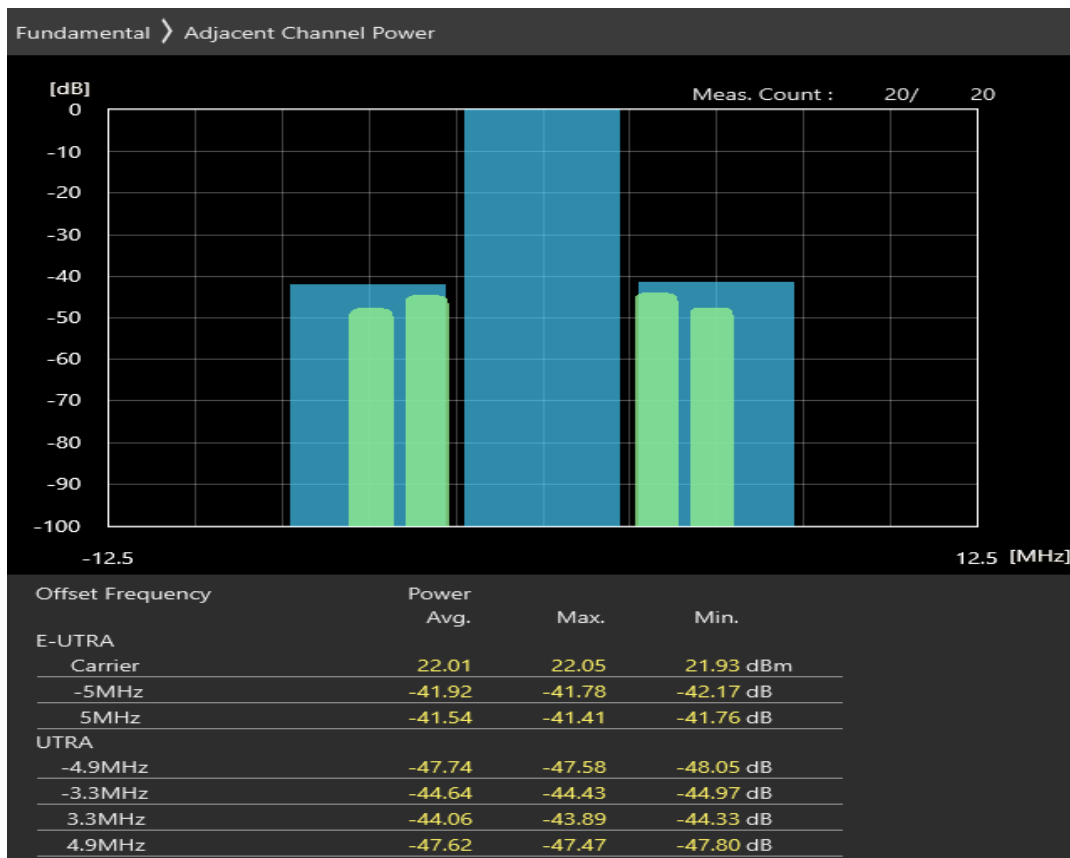 Fundamental 〉 Adjacent Channel Power
[dB]
Meas. Count : 20/ 20
0
-10
-20
-30
-40
-50
-60
-70
-80
-90
-100
-12.5 12.5 [MHz]
Offset Frequency Power
Avg. Max. Min.
E-UTRA
Carrier 22.01 22.05 21.93 dBm
-5MHz -41.92 -41.78 -42.17 dB
5MHz -41.54 -41.41 -41.76 dB
UTRA
-4.9MHz -47.74 -47.58 -48.05 dB
-3.3MHz -44.64 -44.43 -44.97 dB
3.3MHz -44.06 -43.89 -44.33 dB
4.9MHz -47.62 -47.47 -47.80 dB